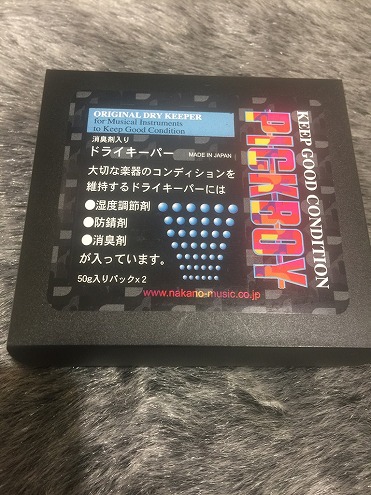 ORIGINAL DRY KEEPER
for Musical Instruments
to Keep Good Condition
消臭剤入り
ドライキーパー MADE IN JAPAN
大切な楽器のコンディションを
維持するドライキーパーには
●湿度調節剤
●防錆剤
●消臭剤
が入っています。
50g入りパック×2
www.nakano-music.co.jp
KEEP GOOD CONDITION
PICKBOY